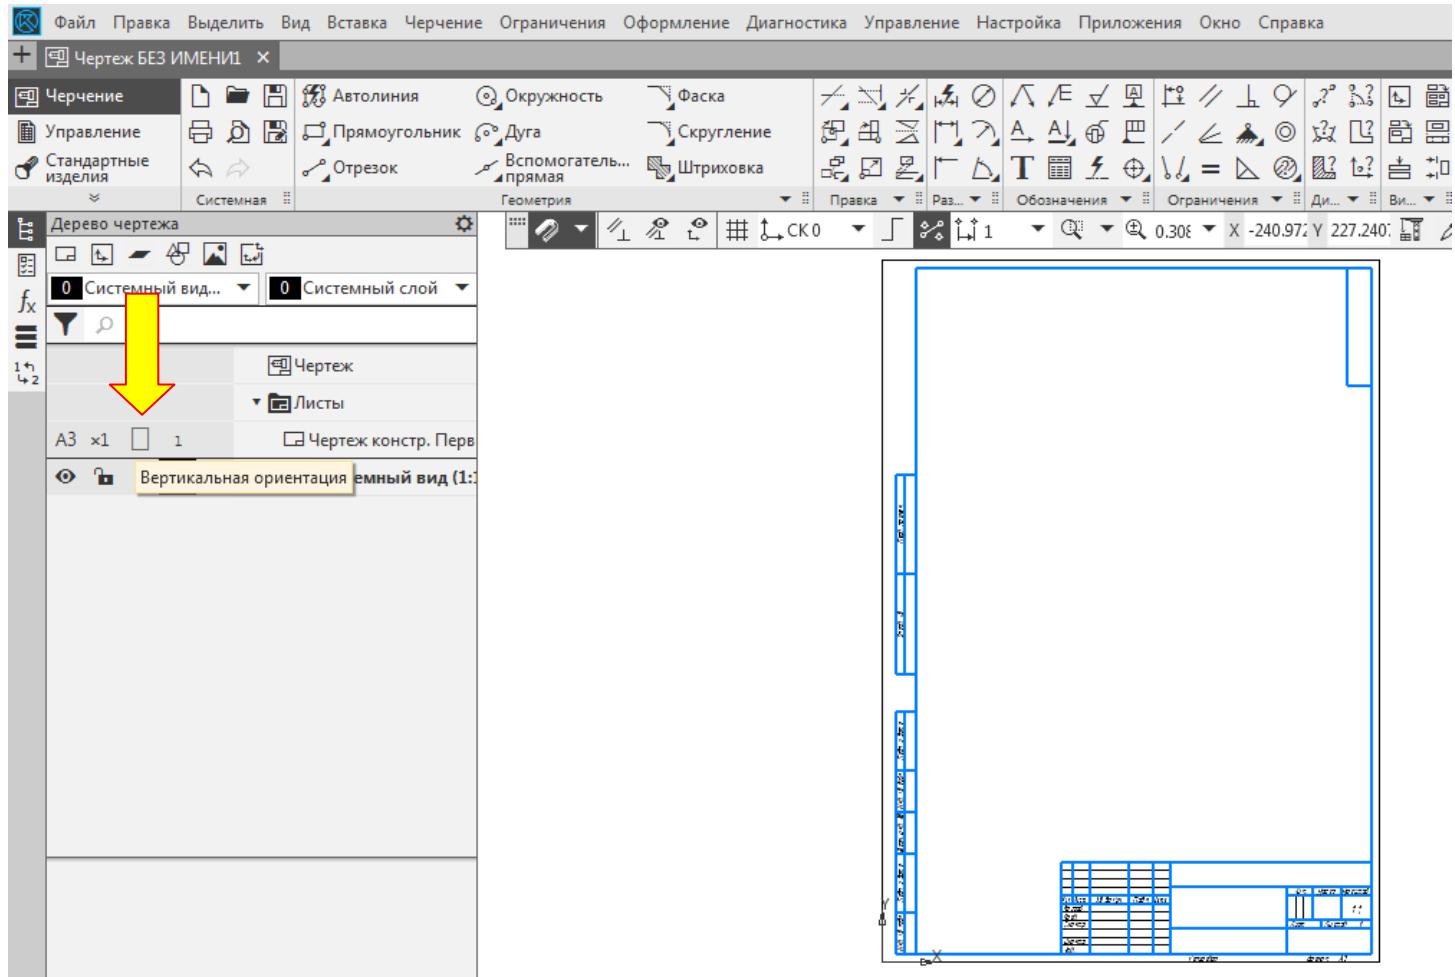 Файл Правка Выделить Вид Вставка Черчение Ограничения Оформление Диагностика Управление Настройка Приложения Окно Справка
+ Чертеж БЕЗ ИМЕНИ1 ×
Черчение Автолиния Окружность Фаска
Управление Прямоугольник Дуга Скругление
Стандартные изделия Отрезок Вспомогатель... прямая Штриховка
Системная Геометрия Правка Раз... Обозначения Ограничения Ди... Ви...
Дерево чертежа
СК 0 1 0.308 X -240.972 Y 227.240
0 Системный вид... 0 Системный слой
Чертеж
Листы
A3 ×1 1 Чертеж констр. Перв
Вертикальная ориентация емный вид (1:1
Y
X